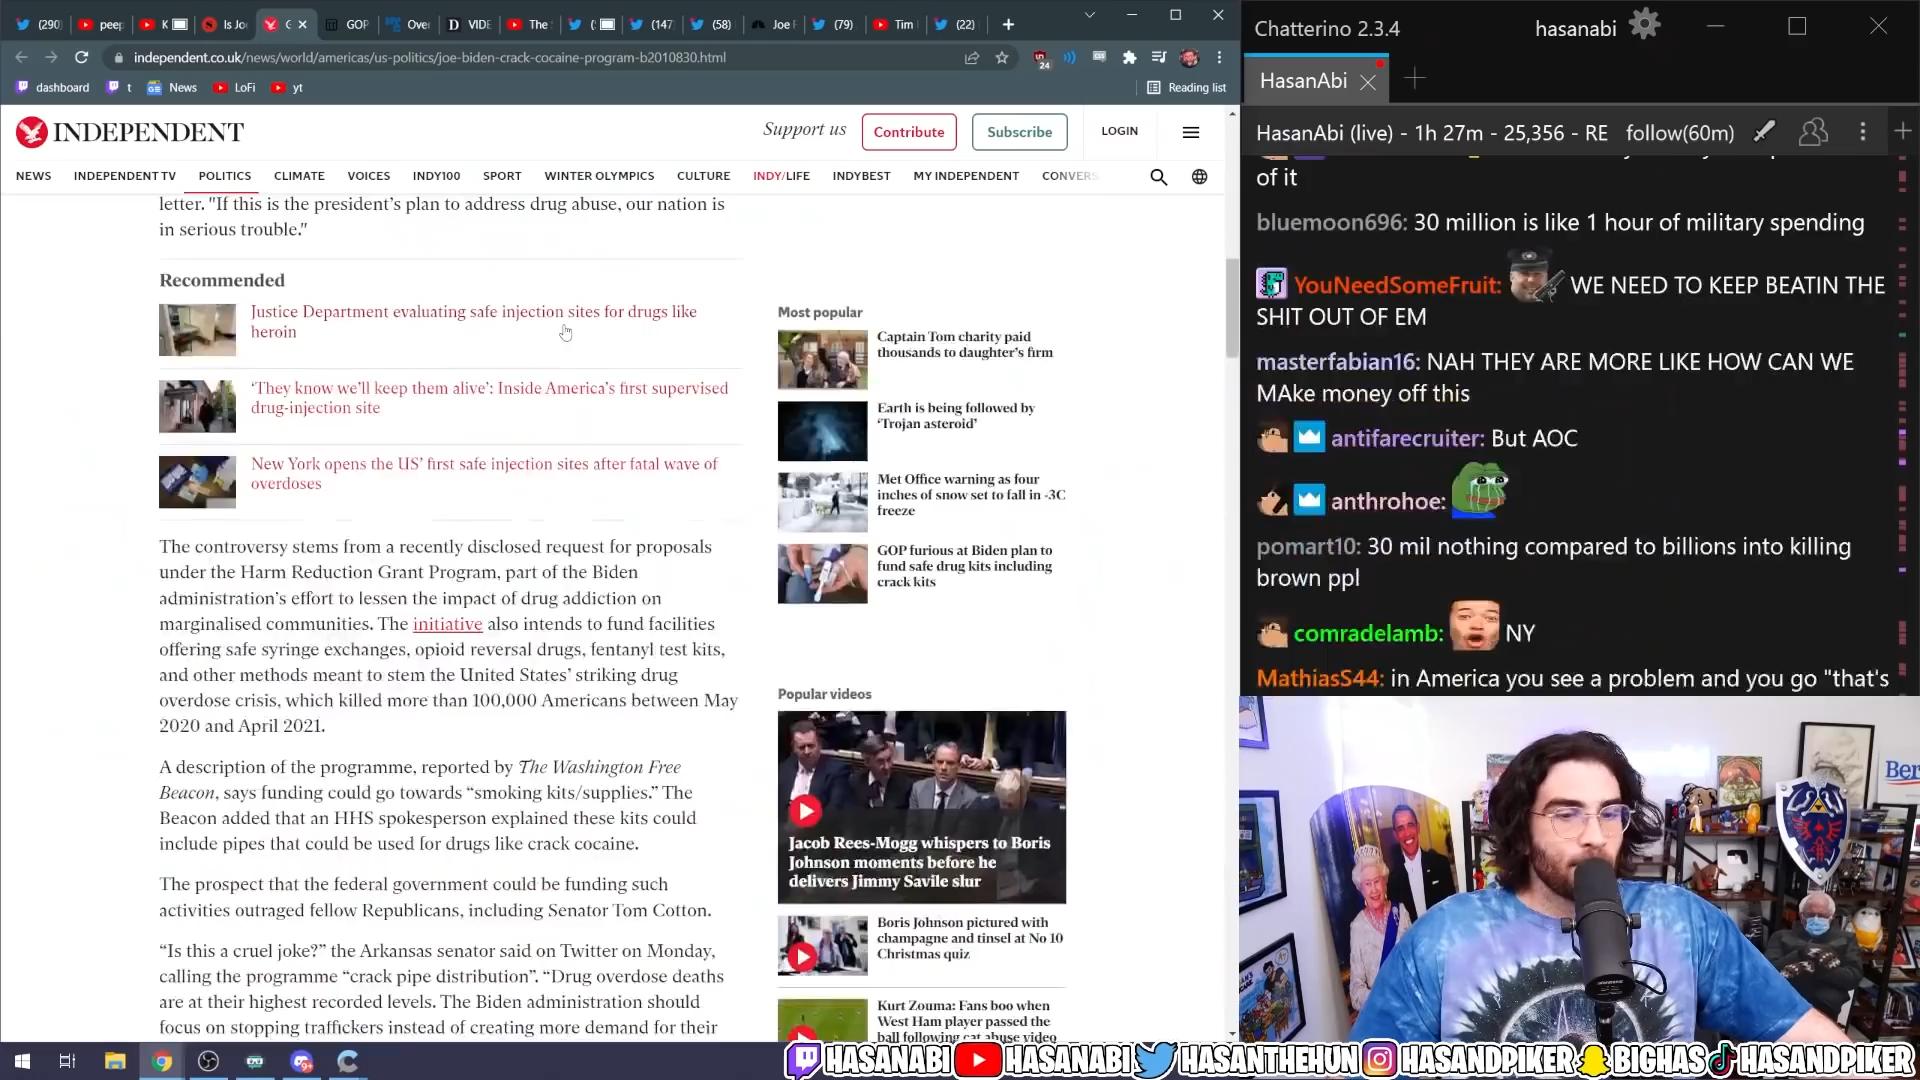 (290)
peep
K
Is Jo
GOP
Over
VIDE
The
(147)
(58)
Joe
(79)
Tim
(22)
independent.co.uk/news/world/americas/us-politics/joe-biden-crack-cocaine-program-b2010830.html
24
dashboard
t
News
LoFi
yt
Reading list
INDEPENDENT
Support us
Contribute
Subscribe
LOGIN
NEWS
INDEPENDENT TV
POLITICS
CLIMATE
VOICES
INDY100
SPORT
WINTER OLYMPICS
CULTURE
INDY/LIFE
INDYBEST
MY INDEPENDENT
CONVERS
letter. "If this is the president's plan to address drug abuse, our nation is
in serious trouble."
Recommended
Justice Department evaluating safe injection sites for drugs like
heroin
'They know we'll keep them alive': Inside America's first supervised
drug-injection site
New York opens the US' first safe injection sites after fatal wave of
overdoses
The controversy stems from a recently disclosed request for proposals
under the Harm Reduction Grant Program, part of the Biden
administration's effort to lessen the impact of drug addiction on
marginalised communities. The initiative also intends to fund facilities
offering safe syringe exchanges, opioid reversal drugs, fentanyl test kits,
and other methods meant to stem the United States' striking drug
overdose crisis, which killed more than 100,000 Americans between May
2020 and April 2021.
A description of the programme, reported by The Washington Free
Beacon, says funding could go towards "smoking kits/supplies." The
Beacon added that an HHS spokesperson explained these kits could
include pipes that could be used for drugs like crack cocaine.
The prospect that the federal government could be funding such
activities outraged fellow Republicans, including Senator Tom Cotton.
"Is this a cruel joke?" the Arkansas senator said on Twitter on Monday,
calling the programme "crack pipe distribution". "Drug overdose deaths
are at their highest recorded levels. The Biden administration should
focus on stopping traffickers instead of creating more demand for their
Most popular
Captain Tom charity paid
thousands to daughter's firm
Earth is being followed by
'Trojan asteroid'
Met Office warning as four
inches of snow set to fall in -3C
freeze
GOP furious at Biden plan to
fund safe drug kits including
crack kits
Popular videos
Jacob Rees-Mogg whispers to Boris
Johnson moments before he
delivers Jimmy Savile slur
Boris Johnson pictured with
champagne and tinsel at No 10
Christmas quiz
Kurt Zouma: Fans boo when
West Ham player passed the
ball following cat abuse video
Chatterino 2.3.4
hasanabi
HasanAbi
HasanAbi (live) - 1h 27m - 25,356 - RE
follow(60m)
of it
bluemoon696: 30 million is like 1 hour of military spending
YouNeedSomeFruit: WE NEED TO KEEP BEATIN THE
SHIT OUT OF EM
masterfabian16: NAH THEY ARE MORE LIKE HOW CAN WE
MAke money off this
antifarecruiter: But AOC
anthrohoe:
pomart10: 30 mil nothing compared to billions into killing
brown ppl
comradelamb: NY
MathiasS44: in America you see a problem and you go "that's
Ber
HASANABI
HASANABI
HASANTHEHUN
HASANDPIKER
BIGHAS
HASANDPIKER